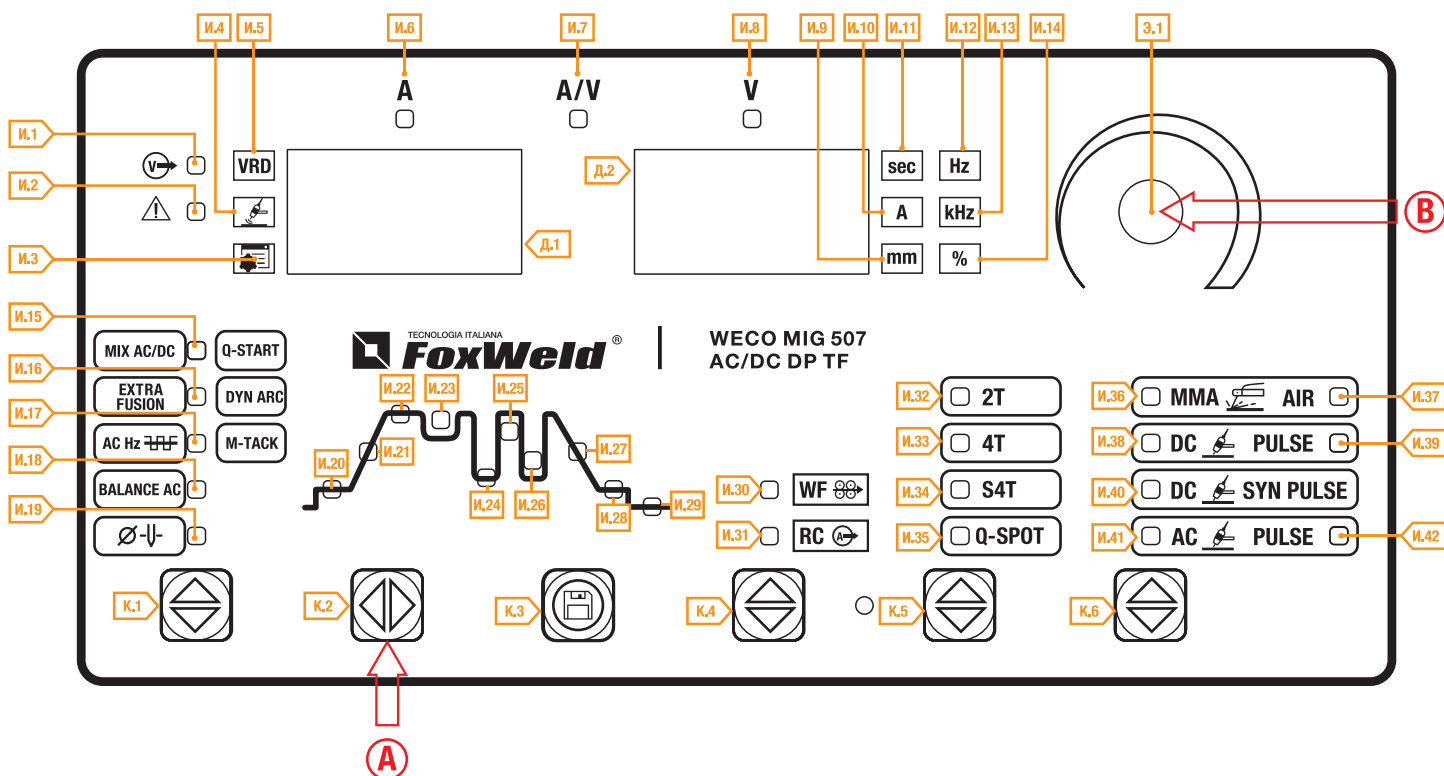 И.4 И.5 И.6 И.7 И.8 И.9 И.10 И.11 И.12 И.13 И.14 Э.1
A A/V V
И.1
VRD
sec Hz
Д.2
И.2
A kHz
B
И.3
Д.1
mm %
И.15
MIX AC/DC Q-START
TECNOLOGIA ITALIANA
FoxWeld ®
WECO MIG 507
AC/DC DP TF
И.16
EXTRA
FUSION
DYN ARC
И.22 И.23 И.25
И.32 2T
И.36 MMA AIR И.37
И.17
AC Hz M-TACK
И.21 И.27
И.33 4T
И.38 DC PULSE И.39
И.18
BALANCE AC
И.20 И.24 И.26 И.28 И.29
И.30 WF
И.34 S4T
И.40 DC SYN PULSE
И.19
Ø
И.31 RC A
И.35 Q-SPOT
И.41 AC PULSE И.42
К.1 К.2 К.3 К.4 К.5 К.6
A